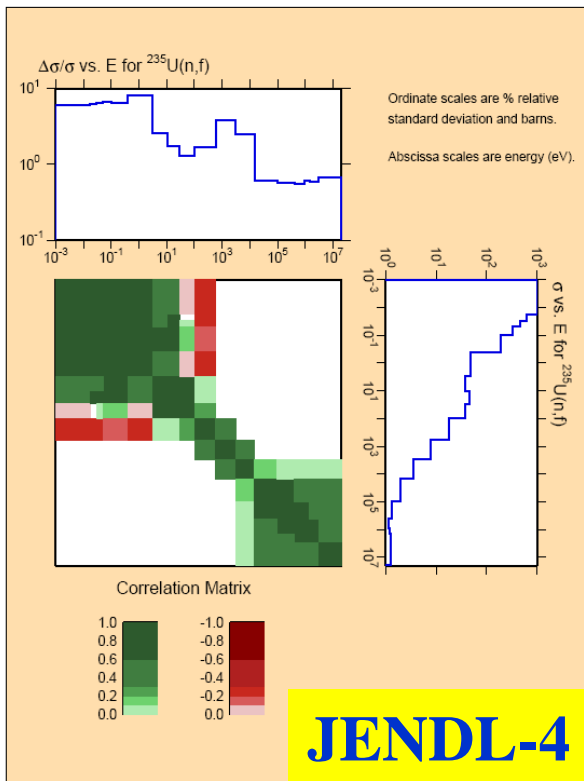 Δσ/σ vs. E for ²³⁵U(n,f)
10¹
10⁰
10⁻¹
10⁻³ 10⁻¹ 10¹ 10³ 10⁵ 10⁷
Ordinate scales are % relative
standard deviation and barns.
Abscissa scales are energy (eV).
10⁰ 10¹ 10² 10³
10⁻³
10⁻¹
10¹
10³
10⁵
10⁷
σ vs. E for ²³⁵U(n,f)
Correlation Matrix
1.0
0.8
0.6
0.4
0.2
0.0
-1.0
-0.8
-0.6
-0.4
-0.2
0.0
JENDL-4